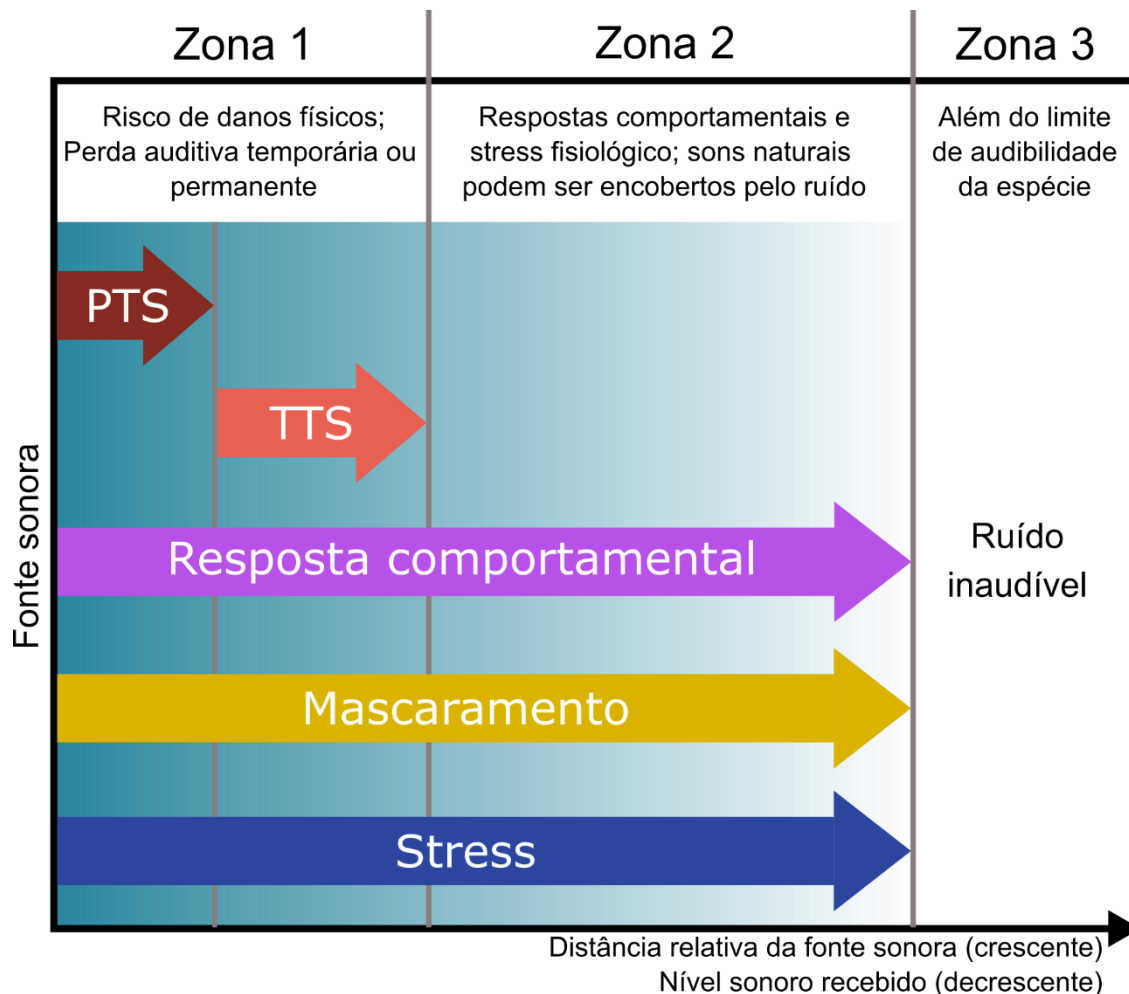 Zona 1
Zona 2
Zona 3
Risco de danos físicos;
Perda auditiva temporária ou
permanente
Respostas comportamentais e
stress fisiológico; sons naturais
podem ser encobertos pelo ruído
Além do limite
de audibilidade
da espécie
PTS
TTS
Resposta comportamental
Mascaramento
Stress
Ruído
inaudível
Fonte sonora
Distância relativa da fonte sonora (crescente)
Nível sonoro recebido (decrescente)